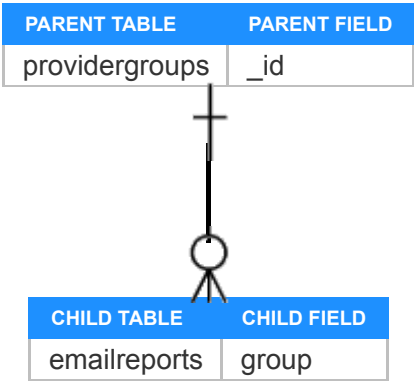 PARENT TABLE PARENT FIELD
providergroups _id
CHILD TABLE CHILD FIELD
emailreports group